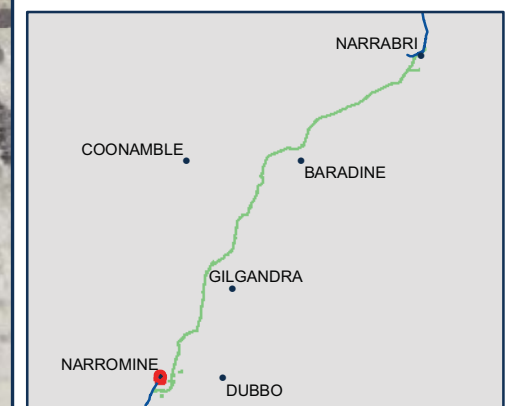 NARRABRI
COONAMBLE
BARADINE
GILGANDRA
NARROMINE
DUBBO